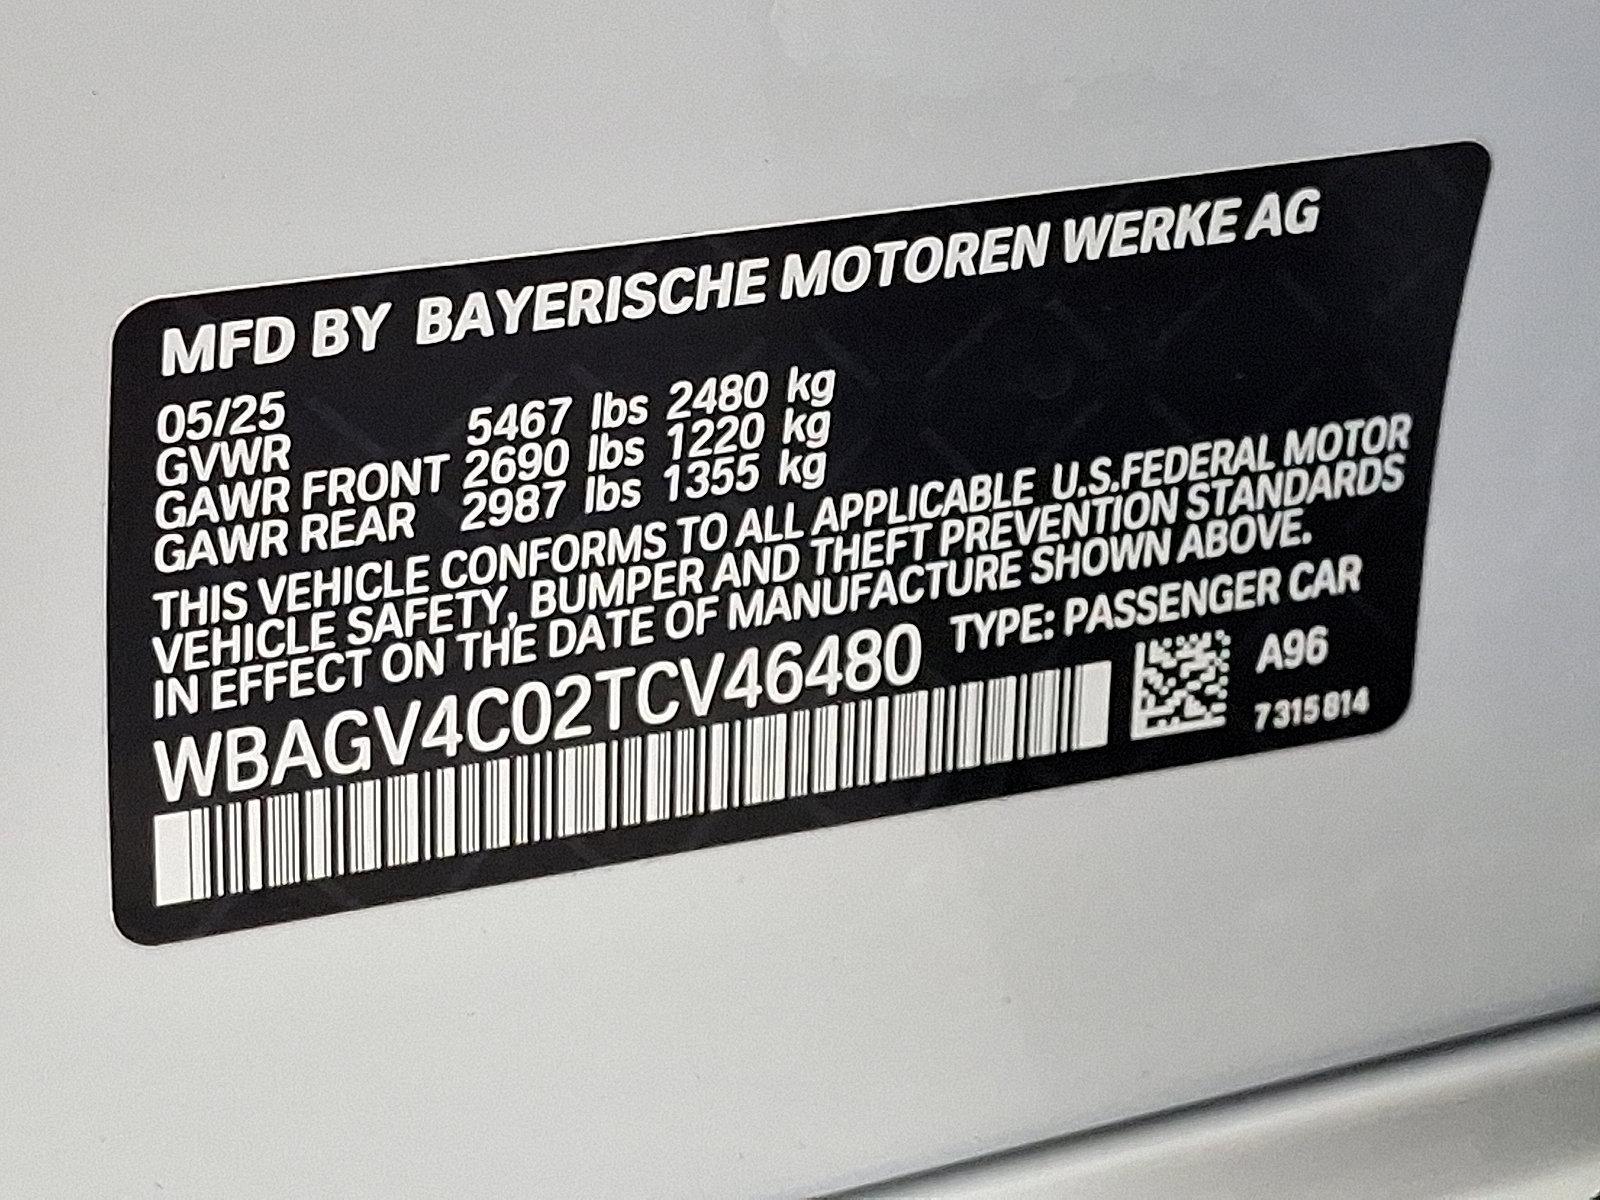 MFD BY BAYERISCHE MOTOREN WERKE AG
05/25
GVWR 5467 lbs 2480 kg
GAWR FRONT 2690 lbs 1220 kg
GAWR REAR 2987 lbs 1355 kg
THIS VEHICLE CONFORMS TO ALL APPLICABLE U.S.FEDERAL MOTOR
VEHICLE SAFETY, BUMPER AND THEFT PREVENTION STANDARDS
IN EFFECT ON THE DATE OF MANUFACTURE SHOWN ABOVE.
WBAGV4C02TCV46480 TYPE: PASSENGER CAR
A96
7315814